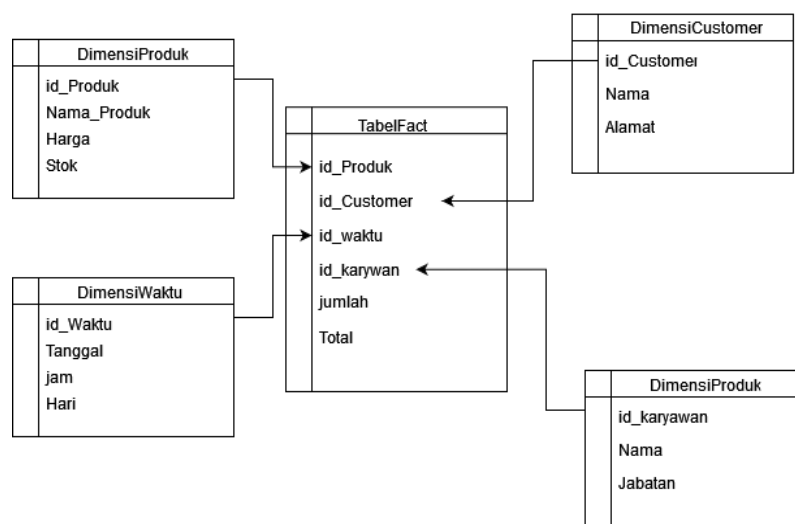 DimensiProduk
id_Produk
Nama_Produk
Harga
Stok
DimensiCustomer
id_Customer
Nama
Alamat
TabelFact
id_Produk
id_Customer
id_waktu
id_karywan
jumlah
Total
DimensiWaktu
id_Waktu
Tanggal
jam
Hari
DimensiProduk
id_karyawan
Nama
Jabatan